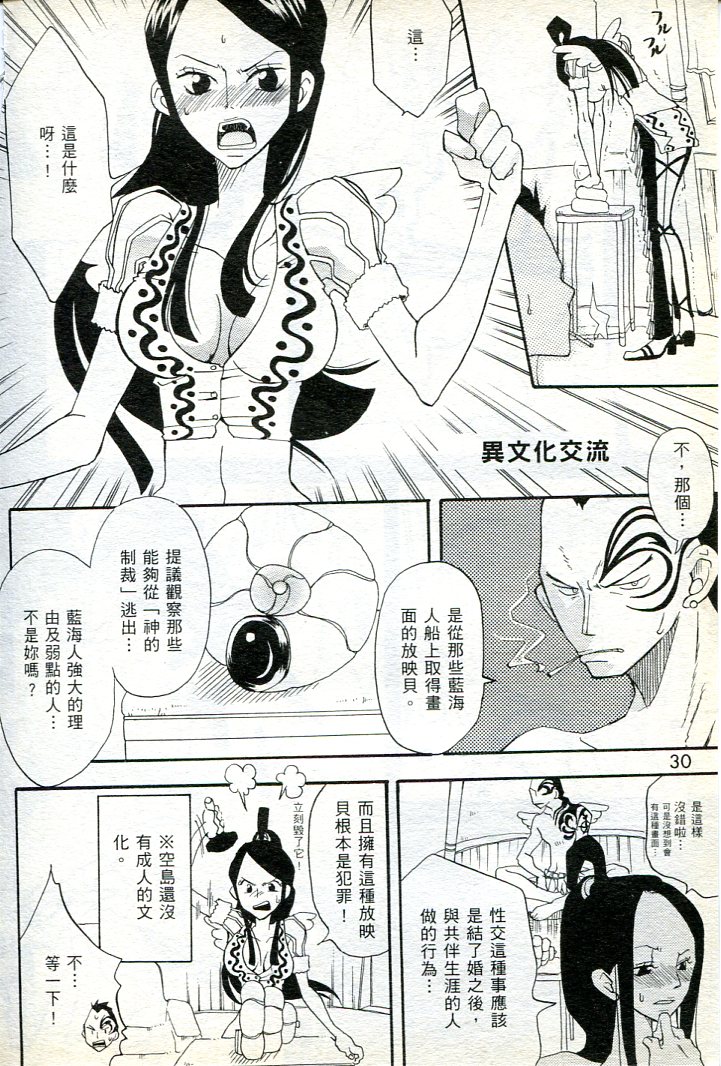 フルフル
這…
這是什麼
呀…！
異文化交流
不，那個…
是從那些藍海
人船上取得畫
面的放映貝。
提議觀察那些
能夠從「神的
制裁」逃出…
藍海人強大的理
由及弱點的人…
不是妳嗎？
30
是這樣
沒錯啦…
可是沒想到會
有這種畫面…
性交這種事應該
是結了婚之後，
與共伴生涯的人
做的行為…
而且擁有這種放映
貝根本是犯罪！
立刻毀了它！
※空島還沒
有成人的文
化。
不…
等一下！